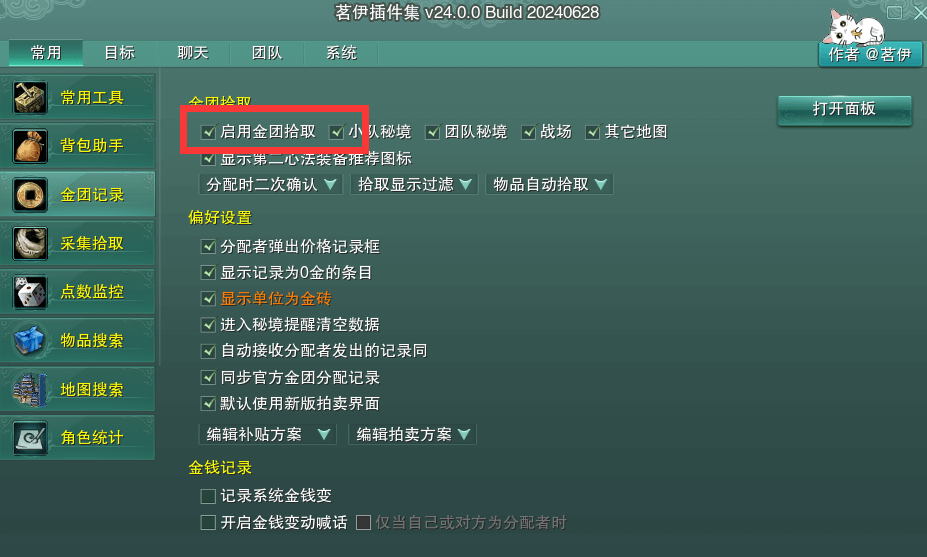 茗伊插件集 v24.0.0 Build 20240628
常用 目标 聊天 团队 系统
作者 @茗伊
常用工具
背包助手
金团记录
采集拾取
点数监控
物品搜索
地图搜索
角色统计
金团拾取
打开面板
启用金团拾取 小队秘境 团队秘境 战场 其它地图
显示第二心法装备推荐图标
分配时二次确认 拾取显示过滤 物品自动拾取
偏好设置
分配者弹出价格记录框
显示记录为0金的条目
显示单位为金砖
进入秘境提醒清空数据
自动接收分配者发出的记录同
同步官方金团分配记录
默认使用新版拍卖界面
编辑补贴方案 编辑拍卖方案
金钱记录
记录系统金钱变
开启金钱变动喊话 仅当自己或对方为分配者时